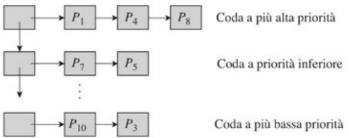 P1 P4 P8 Coda a più alta priorità
P7 P5 Coda a priorità inferiore
P10 P3 Coda a più bassa priorità